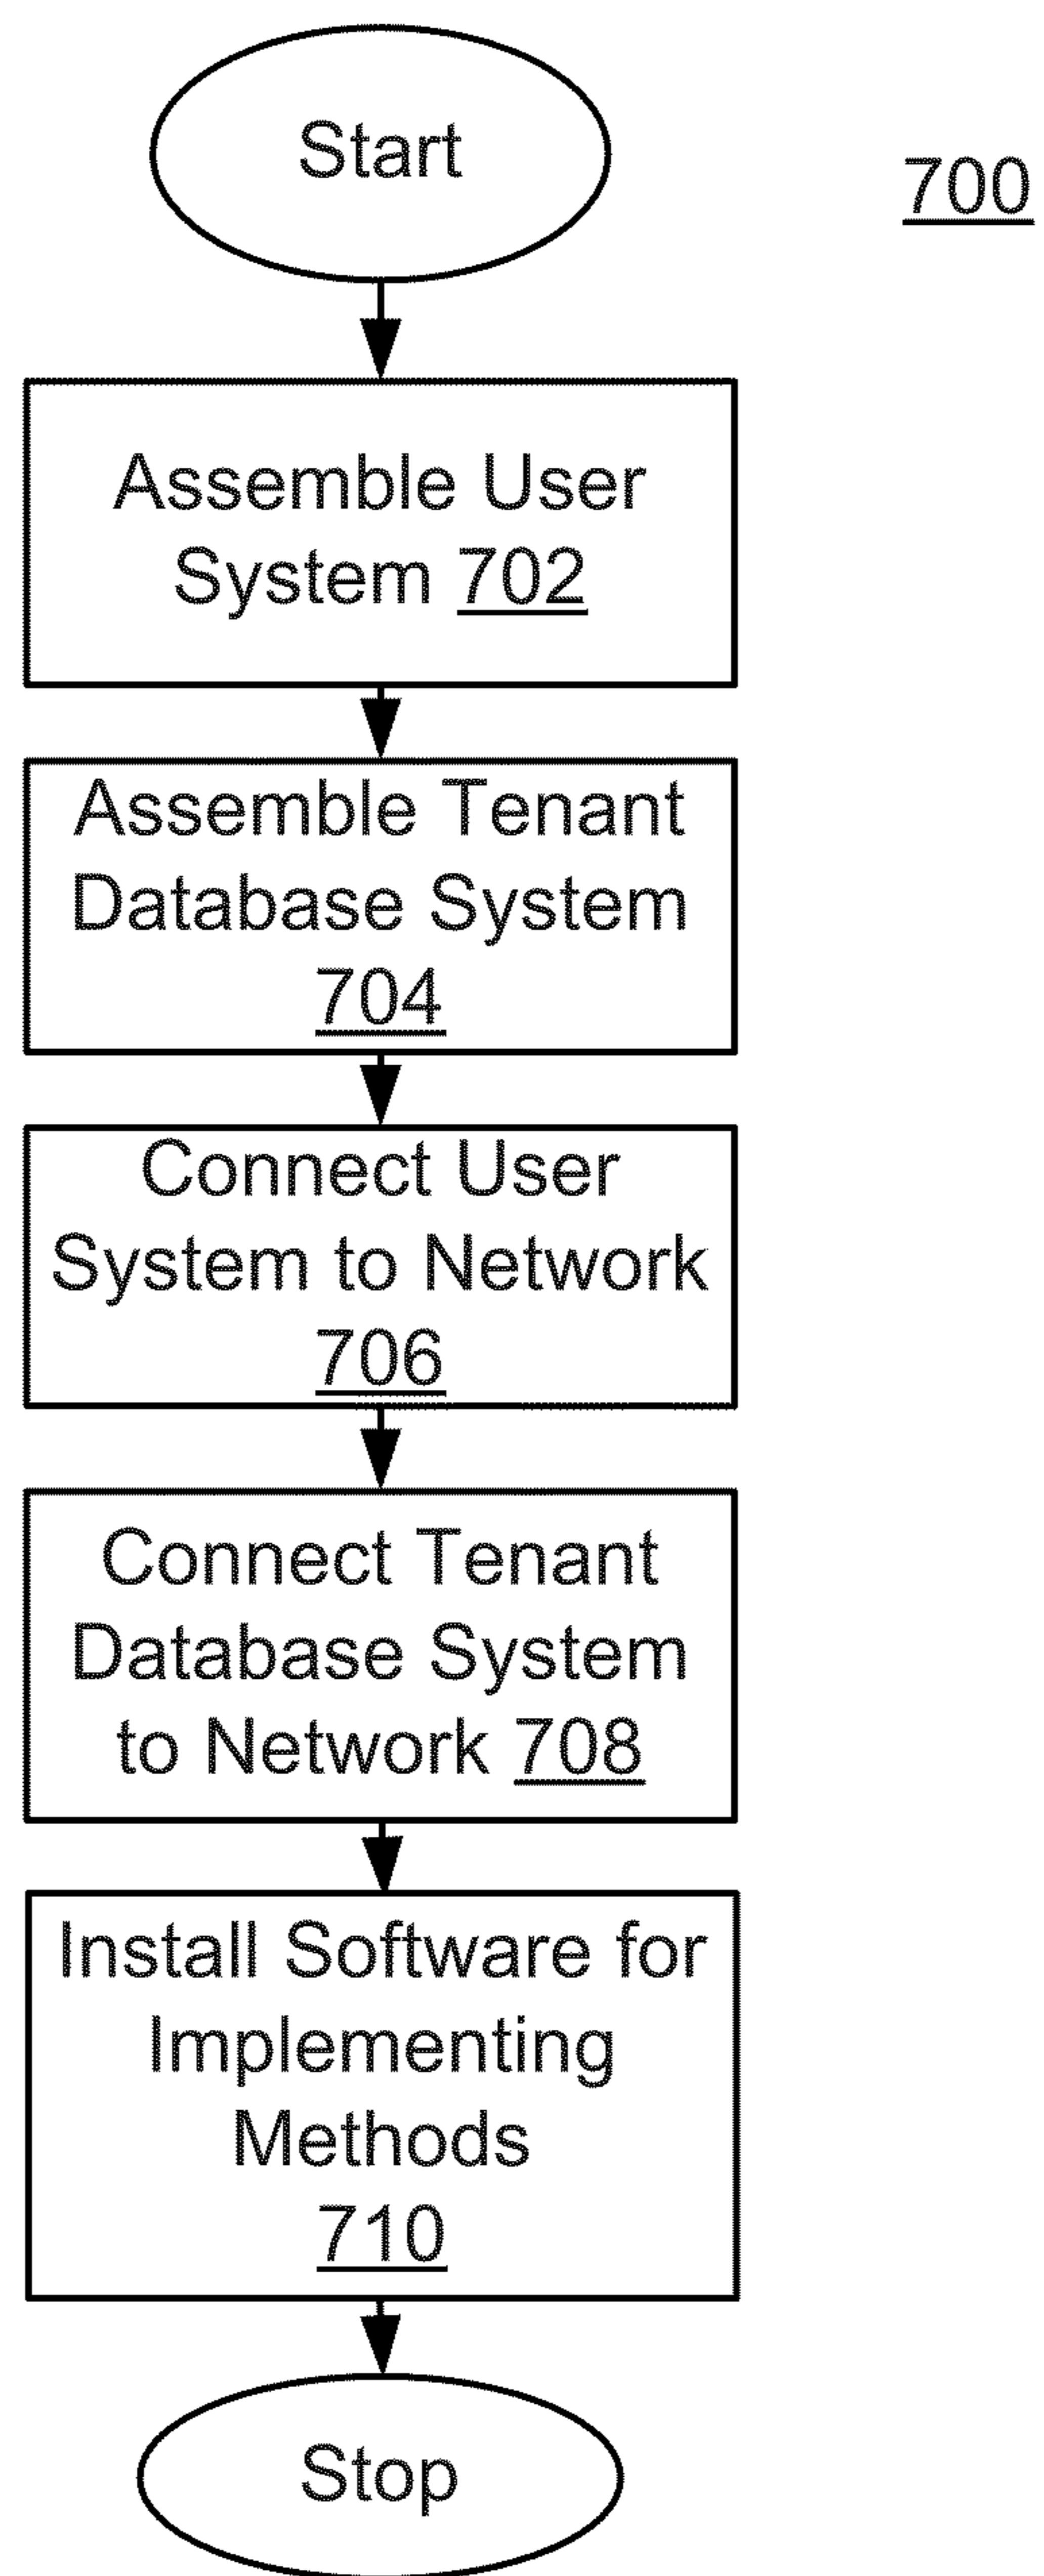 Start
700
Assemble User
System 702
Assemble Tenant
Database System
704
Connect User
System to Network
706
Connect Tenant
Database System
to Network 708
Install Software for
Implementing
Methods
710
Stop